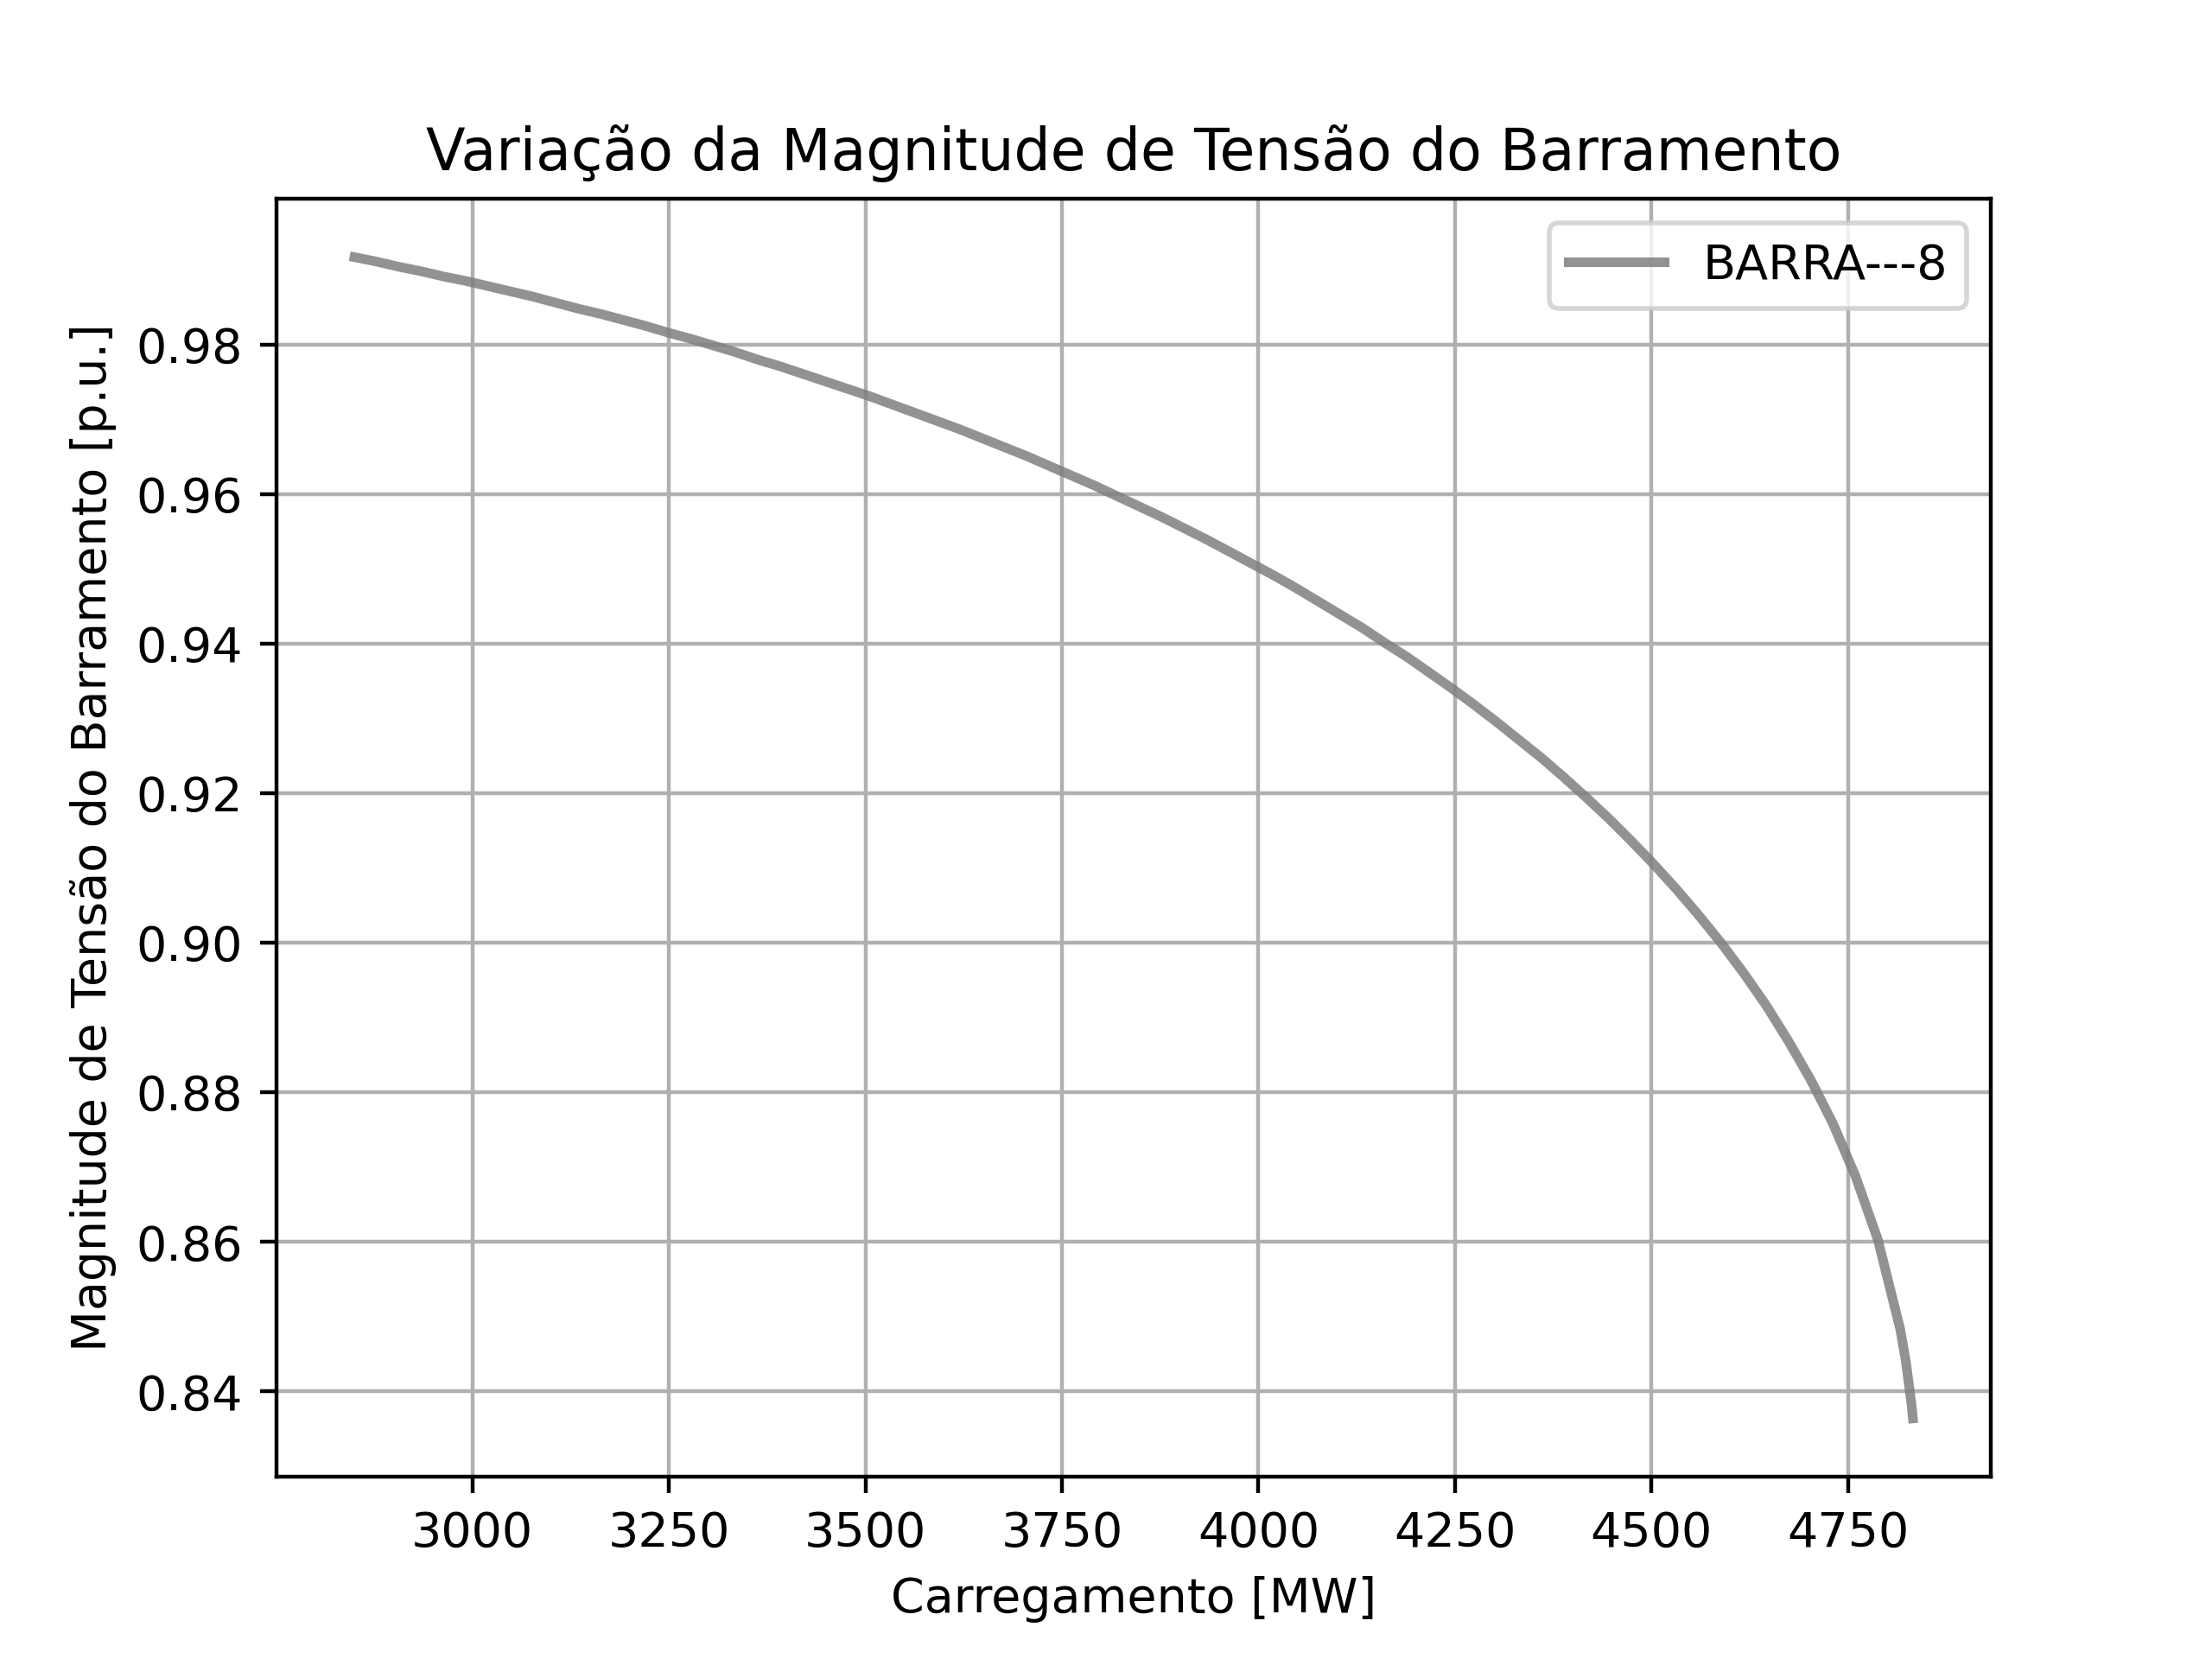 Variação da Magnitude de Tensão do Barramento
BARRA---8
Magnitude de Tensão do Barramento [p.u.]
0.98
0.96
0.94
0.92
0.90
0.88
0.86
0.84
3000 3250 3500 3750 4000 4250 4500 4750
Carregamento [MW]